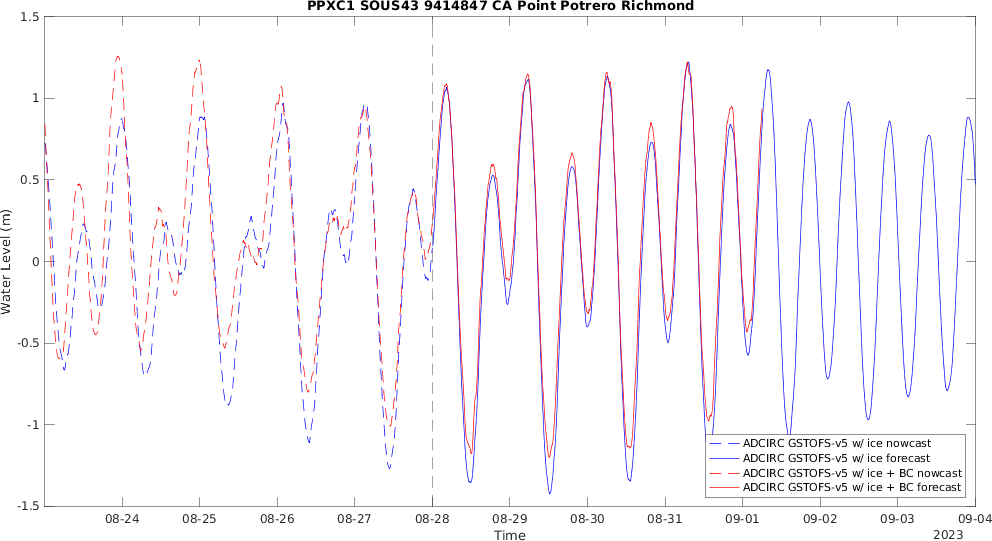 PPXC1 SOUS43 9414847 CA Point Potrero Richmond
1.5
1
0.5
0
-0.5
-1
-1.5
Water Level (m)
08-24 08-25 08-26 08-27 08-28 08-29 08-30 08-31 09-01 09-02 09-03 09-04
Time
2023
ADCIRC GSTOFS-v5 w/ ice nowcast
ADCIRC GSTOFS-v5 w/ ice forecast
ADCIRC GSTOFS-v5 w/ ice + BC nowcast
ADCIRC GSTOFS-v5 w/ ice + BC forecast